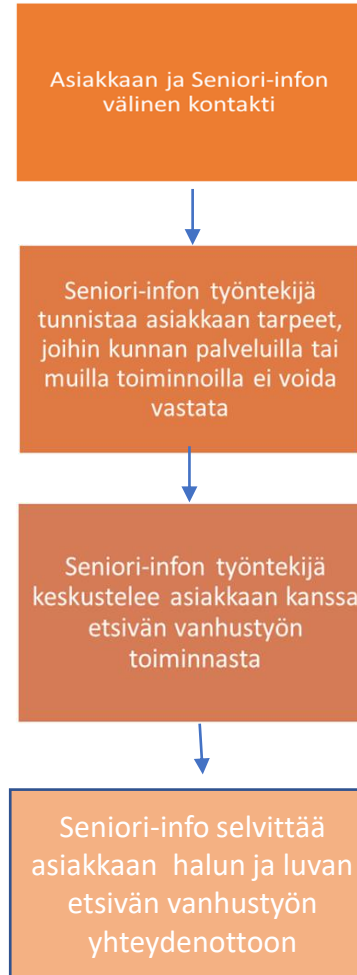 Asiakkaan ja Seniori-infon
välinen kontakti
Seniori-infon työntekijä
tunnistaa asiakkaan tarpeet,
joihin kunnan palveluilla tai
muilla toiminnoilla ei voida
vastata
Seniori-infon työntekijä
keskustelee asiakkaan kanssa
etsivän vanhustyön
toiminnasta
Seniori-info selvittää
asiakkaan halun ja luvan
etsivän vanhustyön
yhteydenottoon